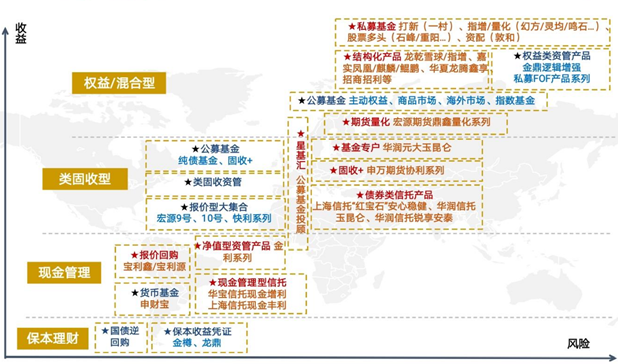 收益
★私募基金 打新（一村）、指增/量化（幻方/灵均/鸣石…）、
股票多头（石峰/重阳…）、资配（敦和）
★结构化产品 龙乾雪球/指增、嘉
实凤凰/麒麟/鲲鹏、华夏龙腾鑫享
招商招利等
★权益类资管产品
金鼎逻辑增强
私募FOF产品系列
权益/混合型
★公募基金 主动权益、商品市场、海外市场、指数基金
★期货量化 宏源期货鼎鑫量化系列
★星基汇 公募基金投顾
★公募基金
纯债基金、固收+
★基金专户 华润元大玉昆仑
类固收型
★类固收资管
★固收+ 申万期货协利系列
★报价型大集合
宏源9号、10号、快利系列
★债券类信托产品
上海信托“红宝石”安心稳健、华润信托
玉昆仑、华润信托锐享安泰
★报价回购
宝利鑫/宝利源
★净值型资管产品 金
利系列
现金管理
★货币基金
申财宝
★现金管理型信托
华宝信托现金增利
上海信托现金丰利
保本理财
★国债逆
回购
★保本收益凭证
金樽、龙鼎
风险